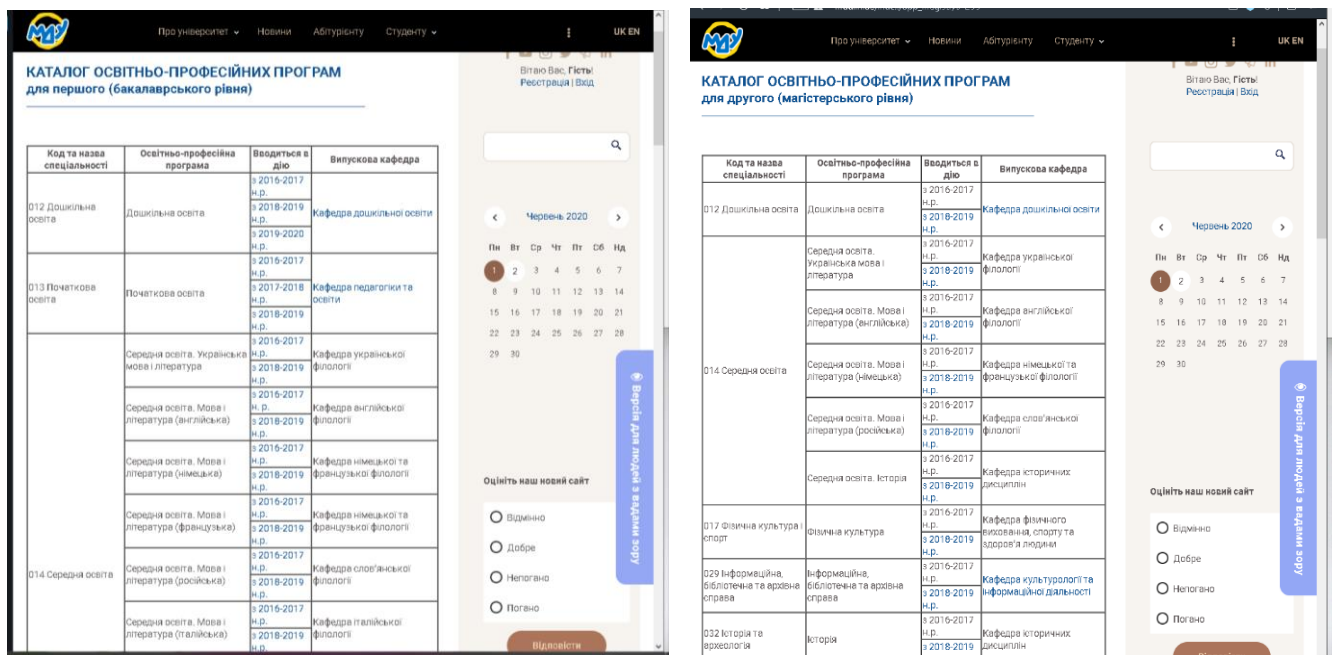 МДУ
Про університет
Новини
Абітурієнту
Студенту
UK EN
КАТАЛОГ ОСВІТНЬО-ПРОФЕСІЙНИХ ПРОГРАМ
для першого (бакалаврського рівня)
Вітаю Вас, Гість!
Реєстрація | Вхід
Код та назва спеціальності
Освітньо-професійна програма
Вводиться в дію
Випускова кафедра
012 Дошкільна освіта
Дошкільна освіта
з 2016-2017 н.р.
з 2018-2019 н.р.
з 2019-2020 н.р.
Кафедра дошкільної освіти
013 Початкова освіта
Початкова освіта
з 2016-2017 н.р.
з 2017-2018 н.р.
з 2018-2019 н.р.
Кафедра педагогіки та освіти
014 Середня освіта
Середня освіта. Українська мова і література
з 2016-2017 н.р.
з 2018-2019 н.р.
Кафедра української філології
Середня освіта. Мова і література (англійська)
з 2016-2017 н. р.
з 2018-2019 н.р.
Кафедра англійської філології
Середня освіта. Мова і література (німецька)
з 2016-2017 н.р.
з 2018-2019 н.р.
Кафедра німецької та французької філології
Середня освіта. Мова і література (французька)
з 2016-2017 н.р.
з 2018-2019 н.р.
Кафедра німецької та французької філології
Середня освіта. Мова і література (російська)
з 2016-2017 н.р.
з 2018-2019 н.р.
Кафедра слов'янської філології
Середня освіта. Мова і література (італійська)
з 2016-2017 н.р.
з 2018-2019 н.р.
Кафедра італійської філології
Червень 2020
Пн Вт Ср Чт Пт Сб Нд
1 2 3 4 5 6 7
8 9 10 11 12 13 14
15 16 17 18 19 20 21
22 23 24 25 26 27 28
29 30
Версія для людей з вадами зору
Оцініть наш новий сайт
Відмінно
Добре
Непогано
Погано
Відповісти
МДУ
Про університет
Новини
Абітурієнту
Студенту
UK EN
КАТАЛОГ ОСВІТНЬО-ПРОФЕСІЙНИХ ПРОГРАМ
для другого (магістерського рівня)
Вітаю Вас, Гість!
Реєстрація | Вхід
Код та назва спеціальності
Освітньо-професійна програма
Вводиться в дію
Випускова кафедра
012 Дошкільна освіта
Дошкільна освіта
з 2016-2017 н.р.
з 2018-2019 н.р.
Кафедра дошкільної освіти
014 Середня освіта
Середня освіта. Українська мова і література
з 2016-2017 н.р.
з 2018-2019 н.р.
Кафедра української філології
Середня освіта. Мова і література (англійська)
з 2016-2017 н.р.
з 2018-2019 н.р.
Кафедра англійської філології
Середня освіта. Мова і література (німецька)
з 2016-2017 н.р.
з 2018-2019 н.р.
Кафедра німецької та французької філології
Середня освіта. Мова і література (російська)
з 2016-2017 н.р.
з 2018-2019 н.р.
Кафедра слов'янської філології
Середня освіта. Історія
з 2016-2017 н.р.
з 2018-2019 н.р.
Кафедра історичних дисциплін
017 Фізична культура і спорт
Фізична культура
з 2016-2017 н.р.
з 2018-2019 н.р.
Кафедра фізичного виховання, спорту та здоров'я людини
029 Інформаційна, бібліотечна та архівна справа
Інформаційна, бібліотечна та архівна справа
з 2016-2017 н.р.
з 2018-2019 н.р.
Кафедра культурології та інформаційної діяльності
032 Історія та археологія
Історія
з 2016-2017 н.р.
з 2018-2019
Кафедра історичних дисциплін
Червень 2020
Пн Вт Ср Чт Пт Сб Нд
1 2 3 4 5 6 7
8 9 10 11 12 13 14
15 16 17 18 19 20 21
22 23 24 25 26 27 28
29 30
Версія для людей з вадами зору
Оцініть наш новий сайт
Відмінно
Добре
Непогано
Погано